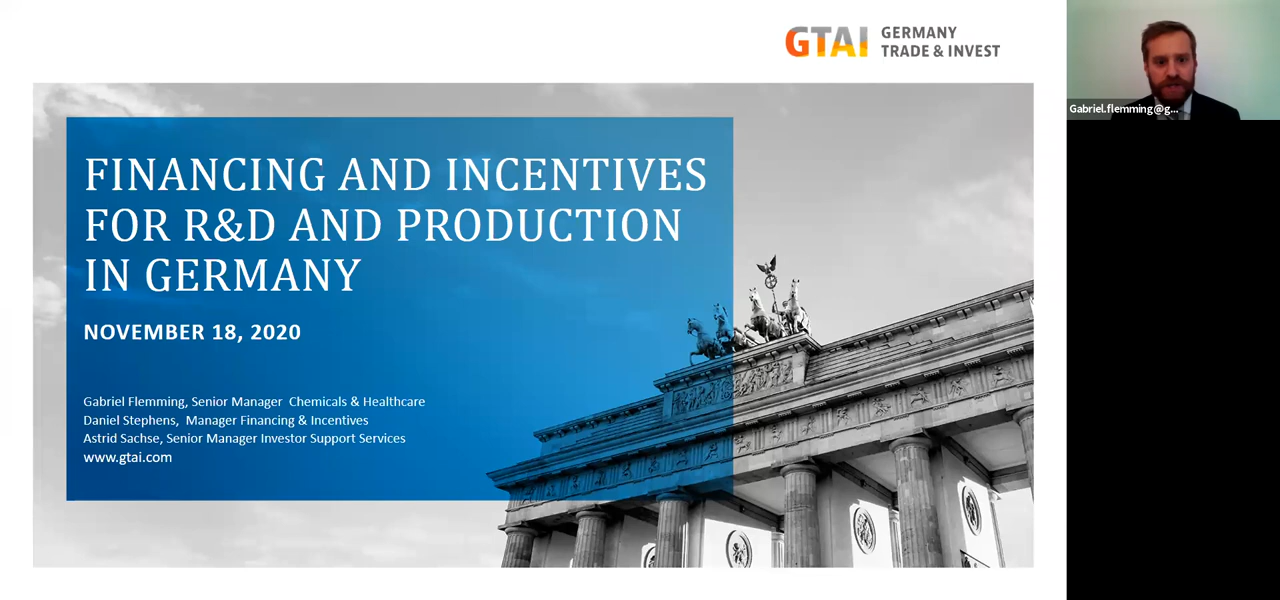 GTAI GERMANY
TRADE & INVEST
FINANCING AND INCENTIVES
FOR R&D AND PRODUCTION
IN GERMANY
NOVEMBER 18, 2020
Gabriel Flemming, Senior Manager Chemicals & Healthcare
Daniel Stephens, Manager Financing & Incentives
Astrid Sachse, Senior Manager Investor Support Services
www.gtai.com
Gabriel.flemming@g...